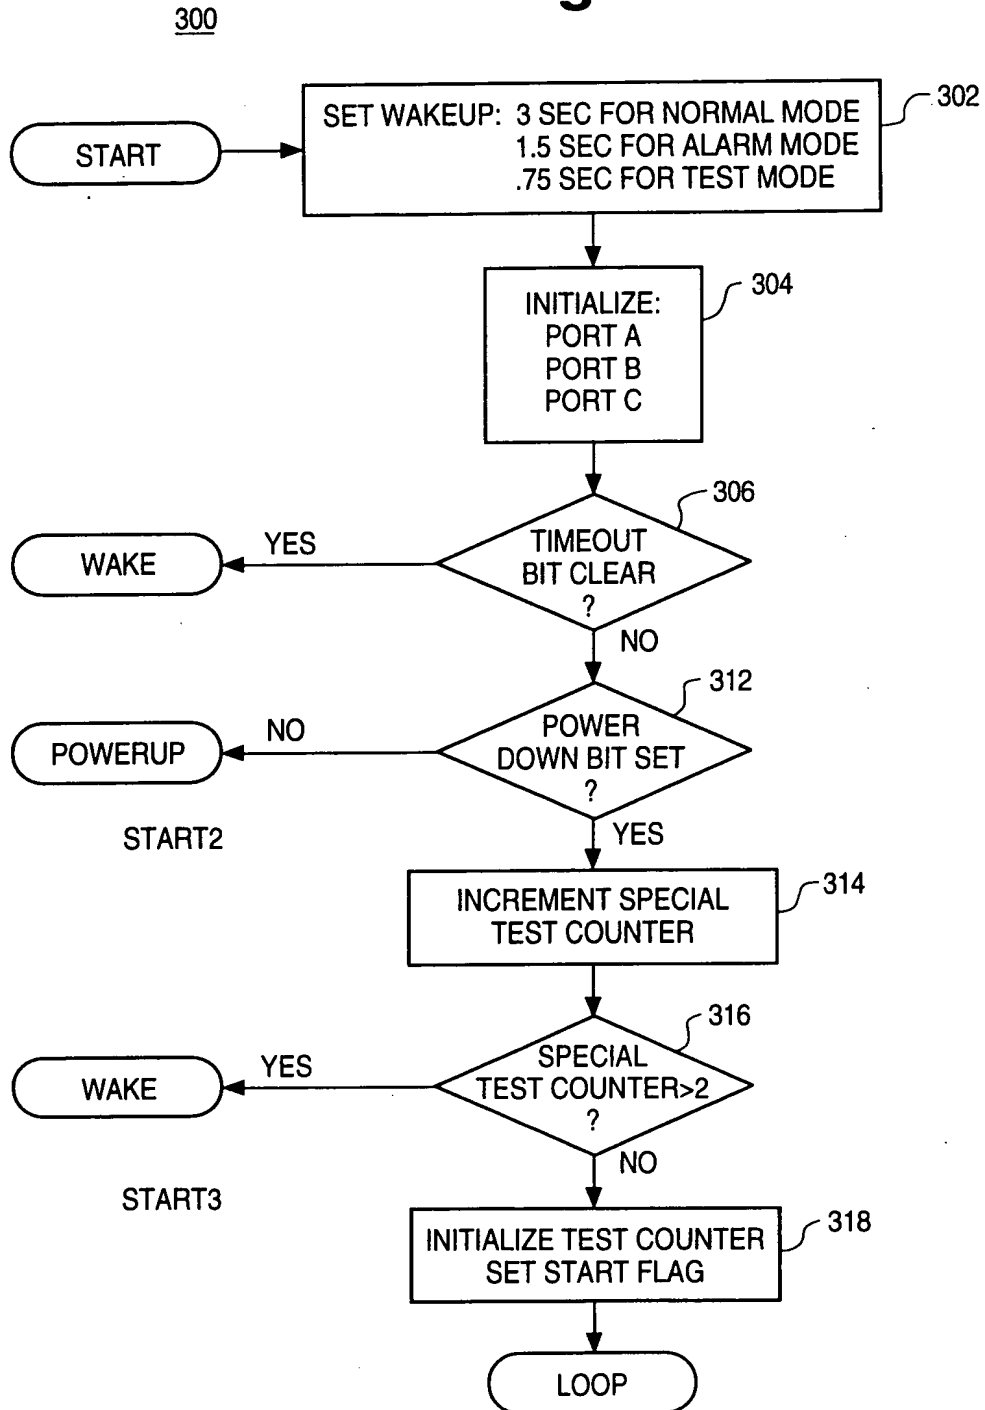 300
302
SET WAKEUP: 3 SEC FOR NORMAL MODE
1.5 SEC FOR ALARM MODE
.75 SEC FOR TEST MODE
START
304
INITIALIZE:
PORT A
PORT B
PORT C
306
TIMEOUT
BIT CLEAR
?
YES
WAKE
NO
312
POWER
DOWN BIT SET
?
NO
POWERUP
YES
START2
314
INCREMENT SPECIAL
TEST COUNTER
316
SPECIAL
TEST COUNTER>2
?
YES
WAKE
NO
START3
318
INITIALIZE TEST COUNTER
SET START FLAG
LOOP